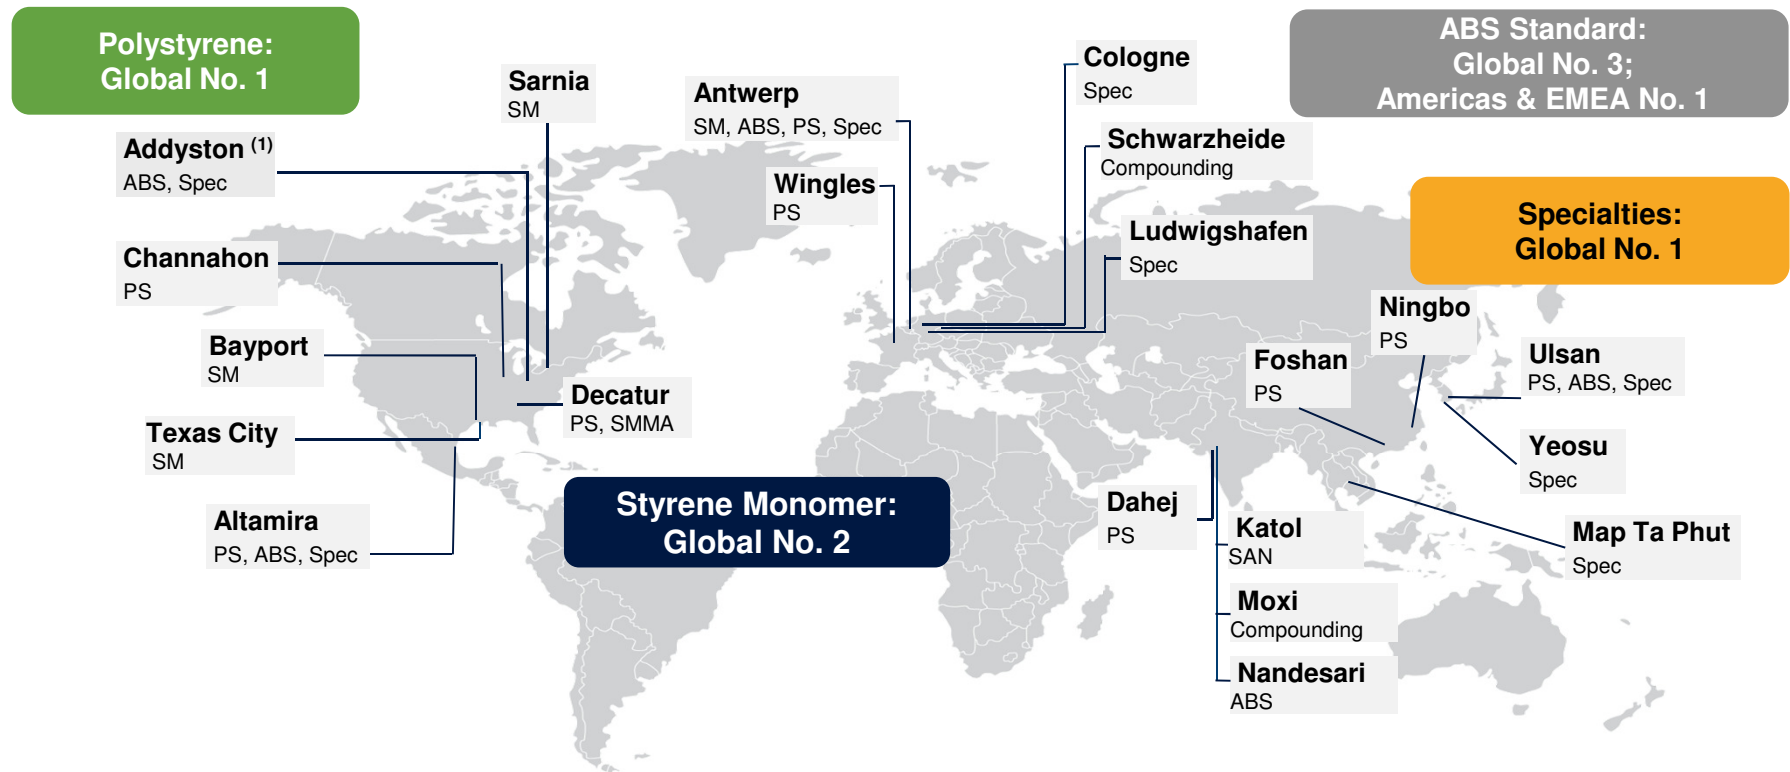 Polystyrene:
Global No. 1
ABS Standard:
Global No. 3;
Americas & EMEA No. 1
Specialties:
Global No. 1
Styrene Monomer:
Global No. 2
Sarnia
SM
Addyston (1)
ABS, Spec
Channahon
PS
Bayport
SM
Texas City
SM
Altamira
PS, ABS, Spec
Decatur
PS, SMMA
Antwerp
SM, ABS, PS, Spec
Wingles
PS
Cologne
Spec
Schwarzheide
Compounding
Ludwigshafen
Spec
Ningbo
PS
Foshan
PS
Ulsan
PS, ABS, Spec
Yeosu
Spec
Map Ta Phut
Spec
Dahej
PS
Katol
SAN
Moxi
Compounding
Nandesari
ABS